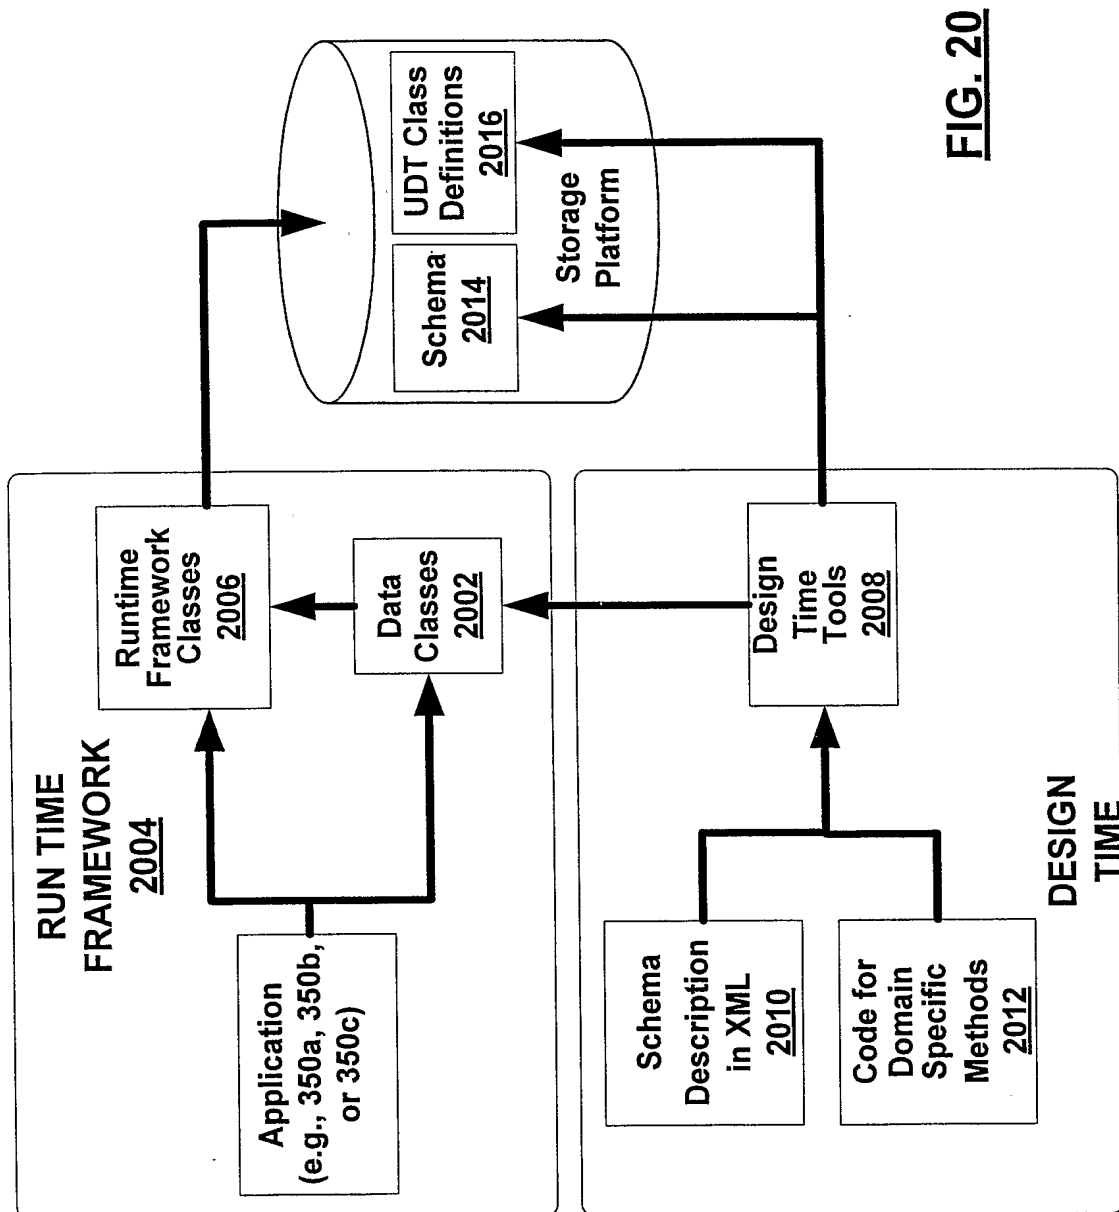 RUN TIME
FRAMEWORK
2004
Application
(e.g., 350a, 350b,
or 350c)
Runtime
Framework
Classes
2006
Data
Classes
2002
Schema
Description
in XML
2010
Code for
Domain
Specific
Methods
2012
Design
Time
Tools
2008
DESIGN
TIME
Schema
2014
UDT Class
Definitions
2016
Storage
Platform
FIG. 20